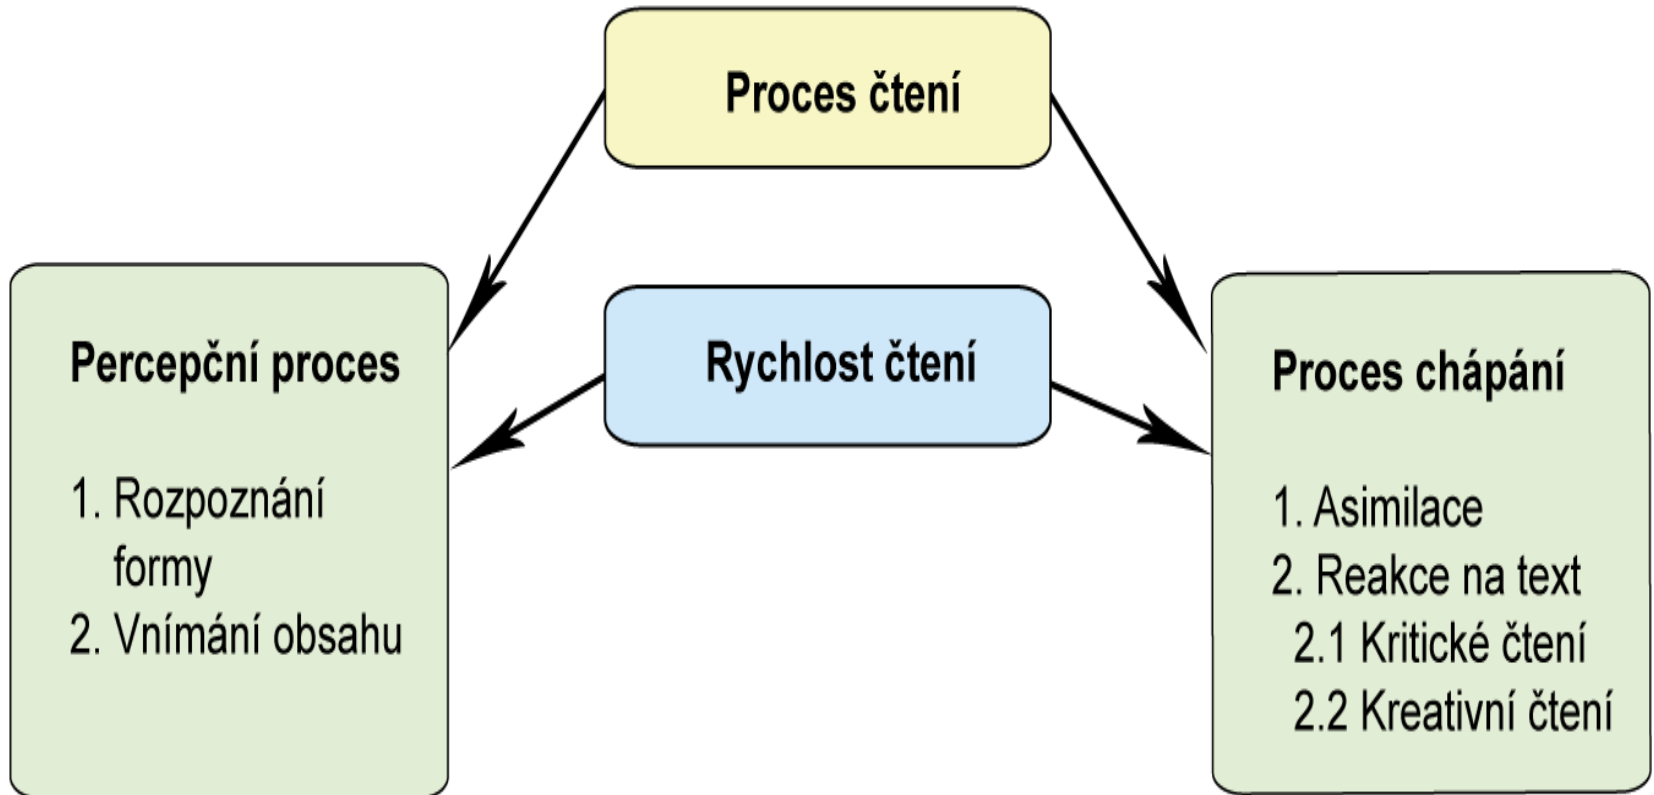 Proces čtení
Percepční proces
1. Rozpoznání
formy
2. Vnímání obsahu
Rychlost čtení
Proces chápání
1. Asimilace
2. Reakce na text
2.1 Kritické čtení
2.2 Kreativní čtení